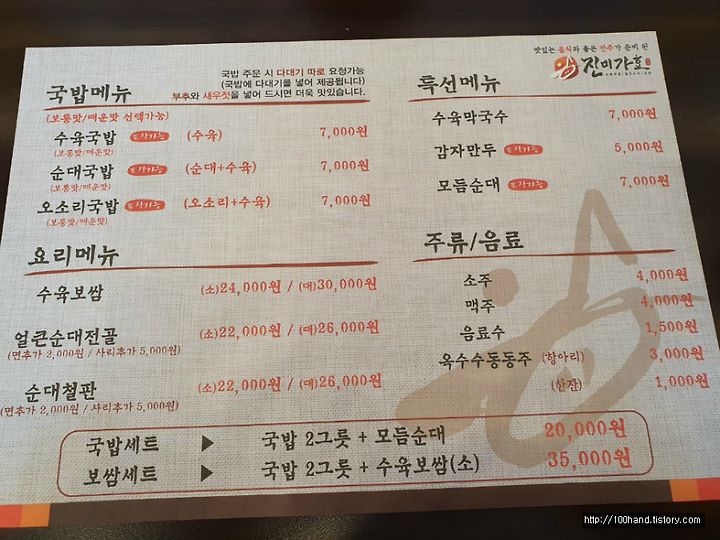 맛있는 음식과 좋은 안주가 준비 된
진미가효
국밥메뉴
(보통맛/매운맛 선택가능)
국밥 주문 시 다대기 따로 요청가능
(국밥에 다대기를 넣어 제공됩니다)
부추와 새우젓을 넣어 드시면 더욱 맛있습니다.
수육국밥 포장가능 (수육) 7,000원
(보통맛/매운맛)
순대국밥 포장가능 (순대+수육) 7,000원
(보통맛/매운맛)
오소리국밥 포장가능 (오소리+수육) 7,000원
(보통맛/매운맛)
요리메뉴
수육보쌈 (소)24,000원 / (대)30,000원
얼큰순대전골 (소)22,000원 / (대)26,000원
(면추가 2,000원 / 사리추가 5,000원)
순대철판 (소)22,000원 / (대)26,000원
(면추가 2,000원 / 사리추가 5,000원)
특선메뉴
수육막국수 7,000원
감자만두 포장가능 5,000원
모듬순대 포장가능 7,000원
주류/음료
소주 4,000원
맥주 4,000원
음료수 1,500원
옥수수동동주 (항아리) 3,000원
(한잔) 1,000원
국밥세트 ▶ 국밥 2그릇 + 모듬순대 20,000원
보쌈세트 ▶ 국밥 2그릇 + 수육보쌈(소) 35,000원
http://100hand.tistory.com